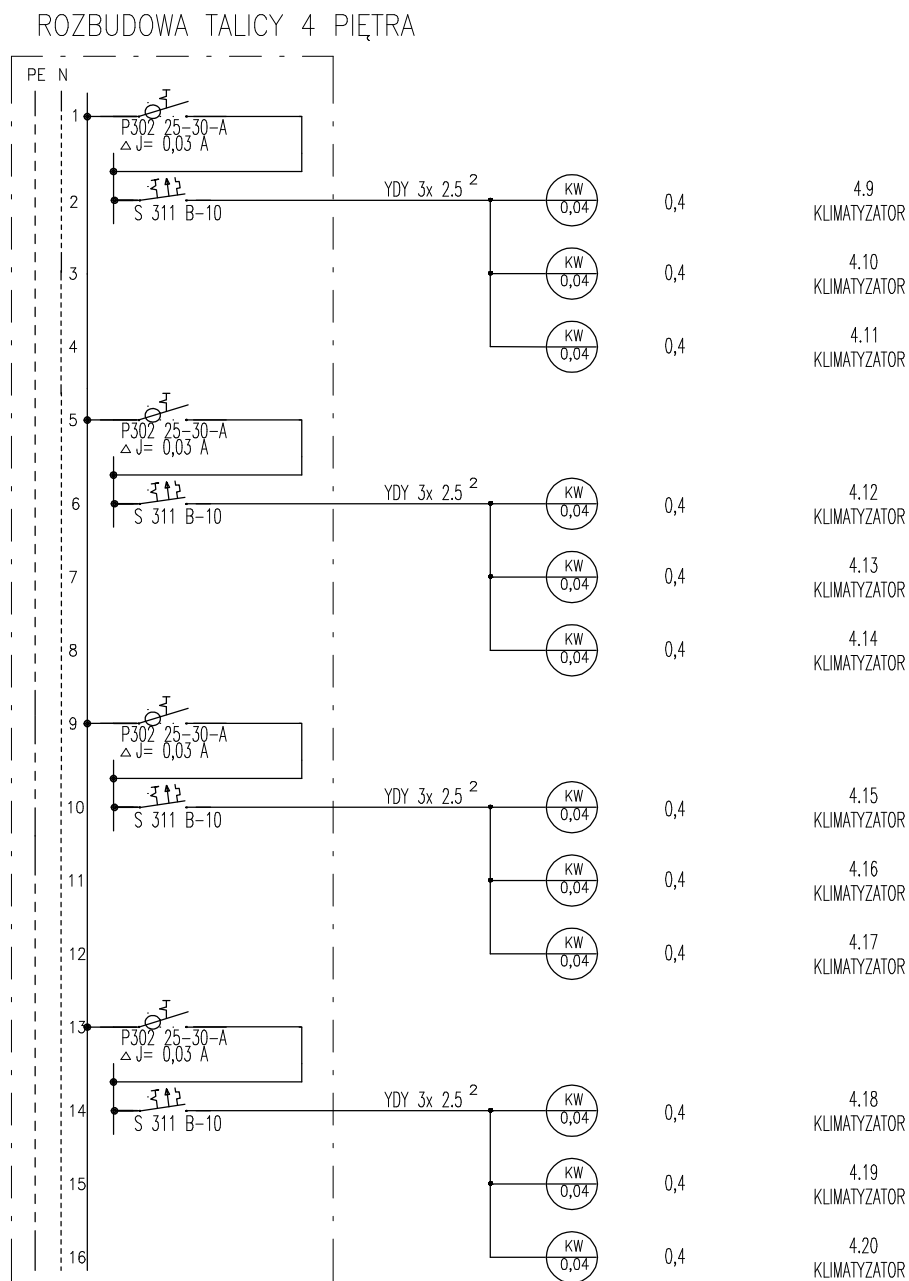 ROZBUDOWA TALICY 4 PIĘTRA
PE N
1
P302 25-30-A
△ J= 0,03 A
2
S 311 B-10
YDY 3x 2.5 2
KW
0,04
0,4
4.9
KLIMATYZATOR
3
KW
0,04
0,4
4.10
KLIMATYZATOR
4
KW
0,04
0,4
4.11
KLIMATYZATOR
5
P302 25-30-A
△ J= 0,03 A
6
S 311 B-10
YDY 3x 2.5 2
KW
0,04
0,4
4.12
KLIMATYZATOR
7
KW
0,04
0,4
4.13
KLIMATYZATOR
8
KW
0,04
0,4
4.14
KLIMATYZATOR
9
P302 25-30-A
△ J= 0,03 A
10
S 311 B-10
YDY 3x 2.5 2
KW
0,04
0,4
4.15
KLIMATYZATOR
11
KW
0,04
0,4
4.16
KLIMATYZATOR
12
KW
0,04
0,4
4.17
KLIMATYZATOR
13
P302 25-30-A
△ J= 0,03 A
14
S 311 B-10
YDY 3x 2.5 2
KW
0,04
0,4
4.18
KLIMATYZATOR
15
KW
0,04
0,4
4.19
KLIMATYZATOR
16
KW
0,04
0,4
4.20
KLIMATYZATOR